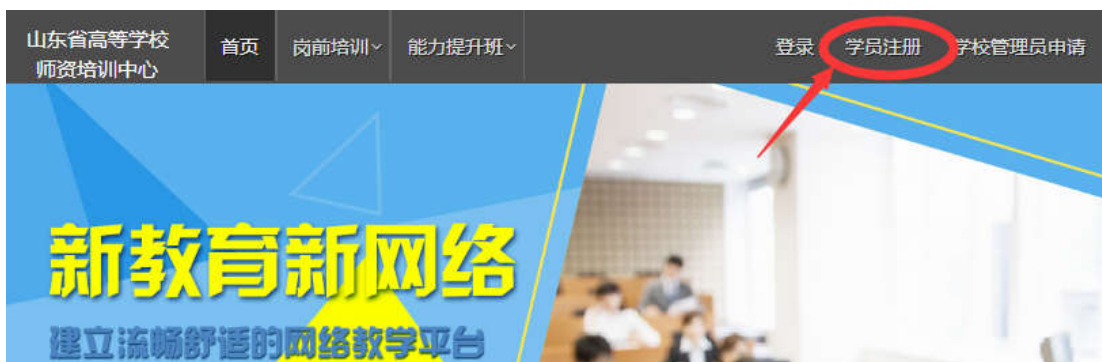 山东省高等学校
师资培训中心
首页
岗前培训
能力提升班
登录
学员注册
学校管理员申请
新教育新网络
建立流畅舒适的网络教学平台